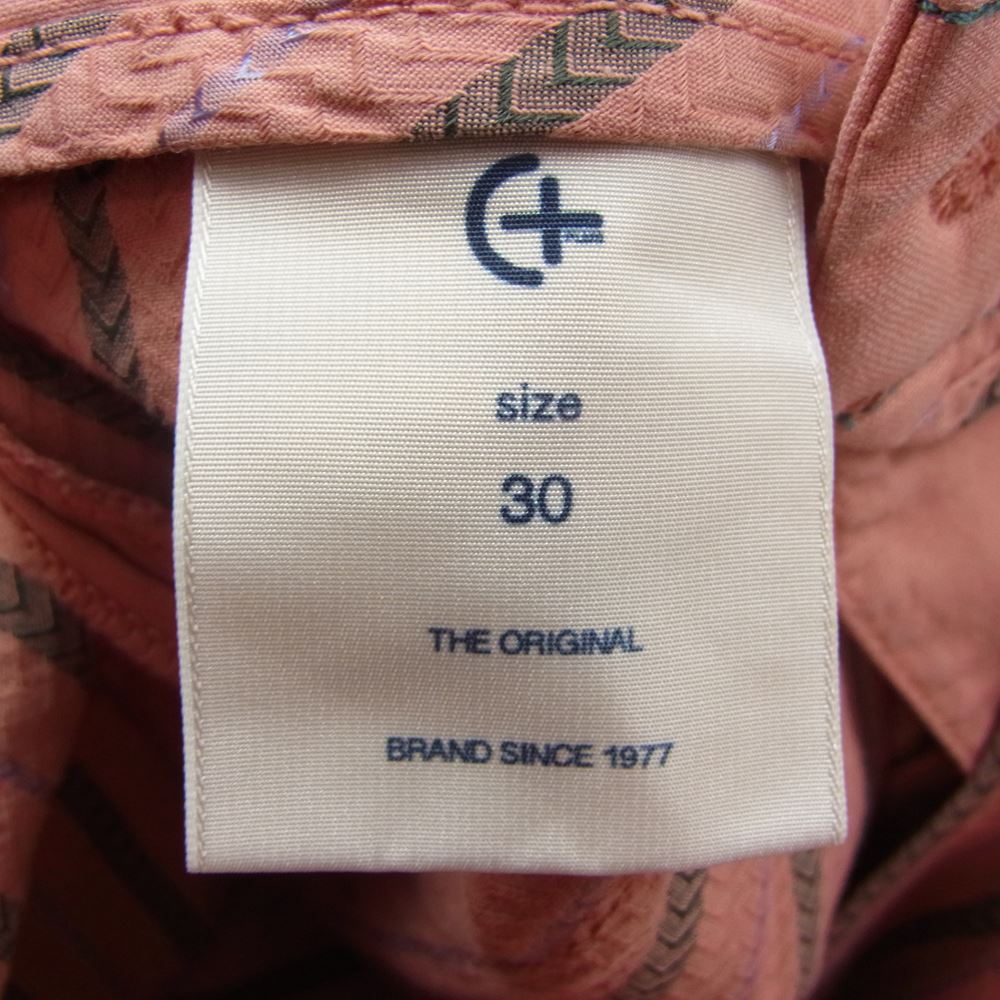 size
30
THE ORIGINAL
BRAND SINCE 1977